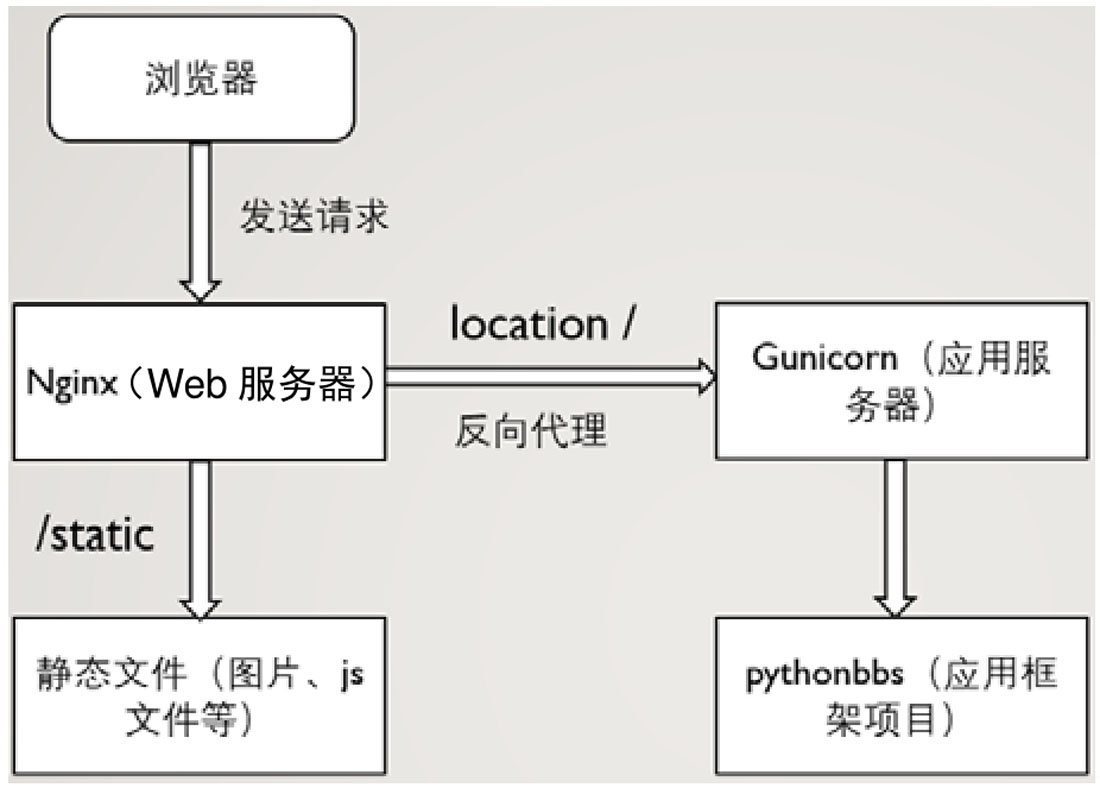 浏览器
发送请求
location /
Nginx（Web 服务器）
Gunicorn（应用服
务器）
反向代理
/static
静态文件（图片、js
文件等）
pythonbbs（应用框
架项目）